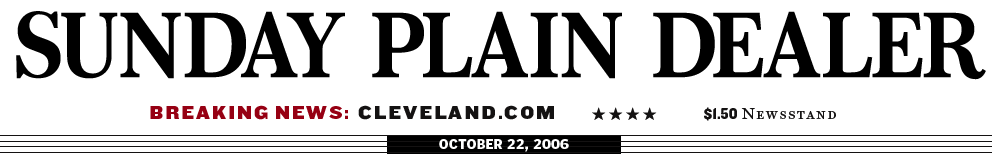 SUNDAY PLAIN DEALER
BREAKING NEWS: CLEVELAND.COM ★★★★ $1.50 NEWSSTAND
OCTOBER 22, 2006